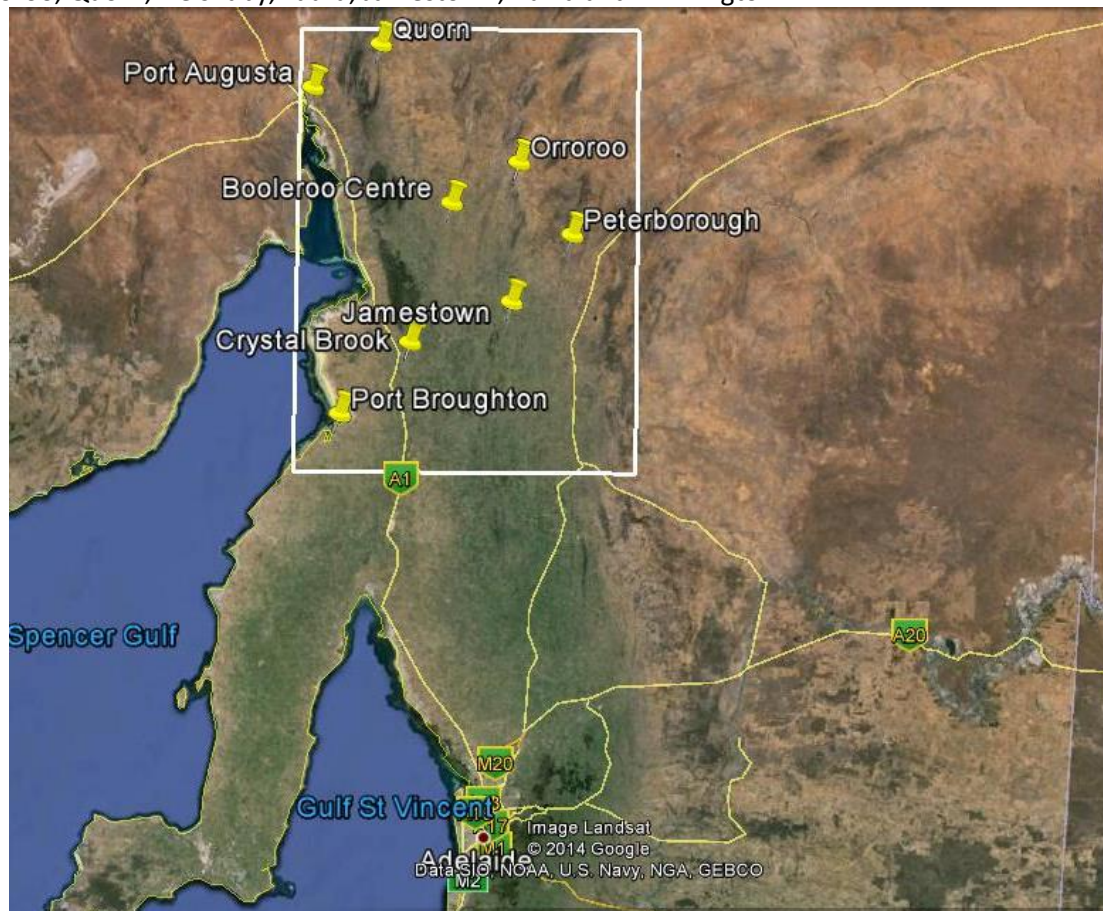 Quorn
Port Augusta
Orroroo
Booleroo Centre
Peterborough
Jamestown
Crystal Brook
Port Broughton
A1
Spencer Gulf
A20
M20
Gulf St Vincent
Image Landsat
© 2014 Google
Adelaide
Data SIO, NOAA, U.S. Navy, NGA, GEBCO
M2